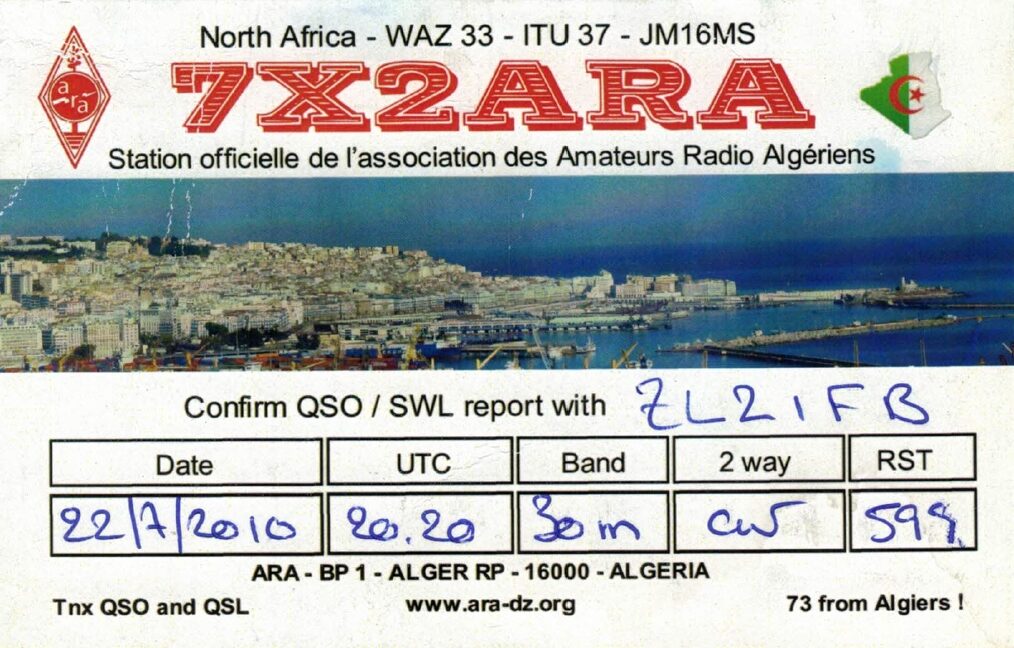 North Africa - WAZ 33 - ITU 37 - JM16MS
7X2ARA
ara
Station officielle de l'association des Amateurs Radio Algériens
Confirm QSO / SWL report with ZL2iFB
Date UTC Band 2 way RST
22/7/2010 20.20 30m cw 599
ARA - BP 1 - ALGER RP - 16000 - ALGERIA
Tnx QSO and QSL www.ara-dz.org 73 from Algiers !